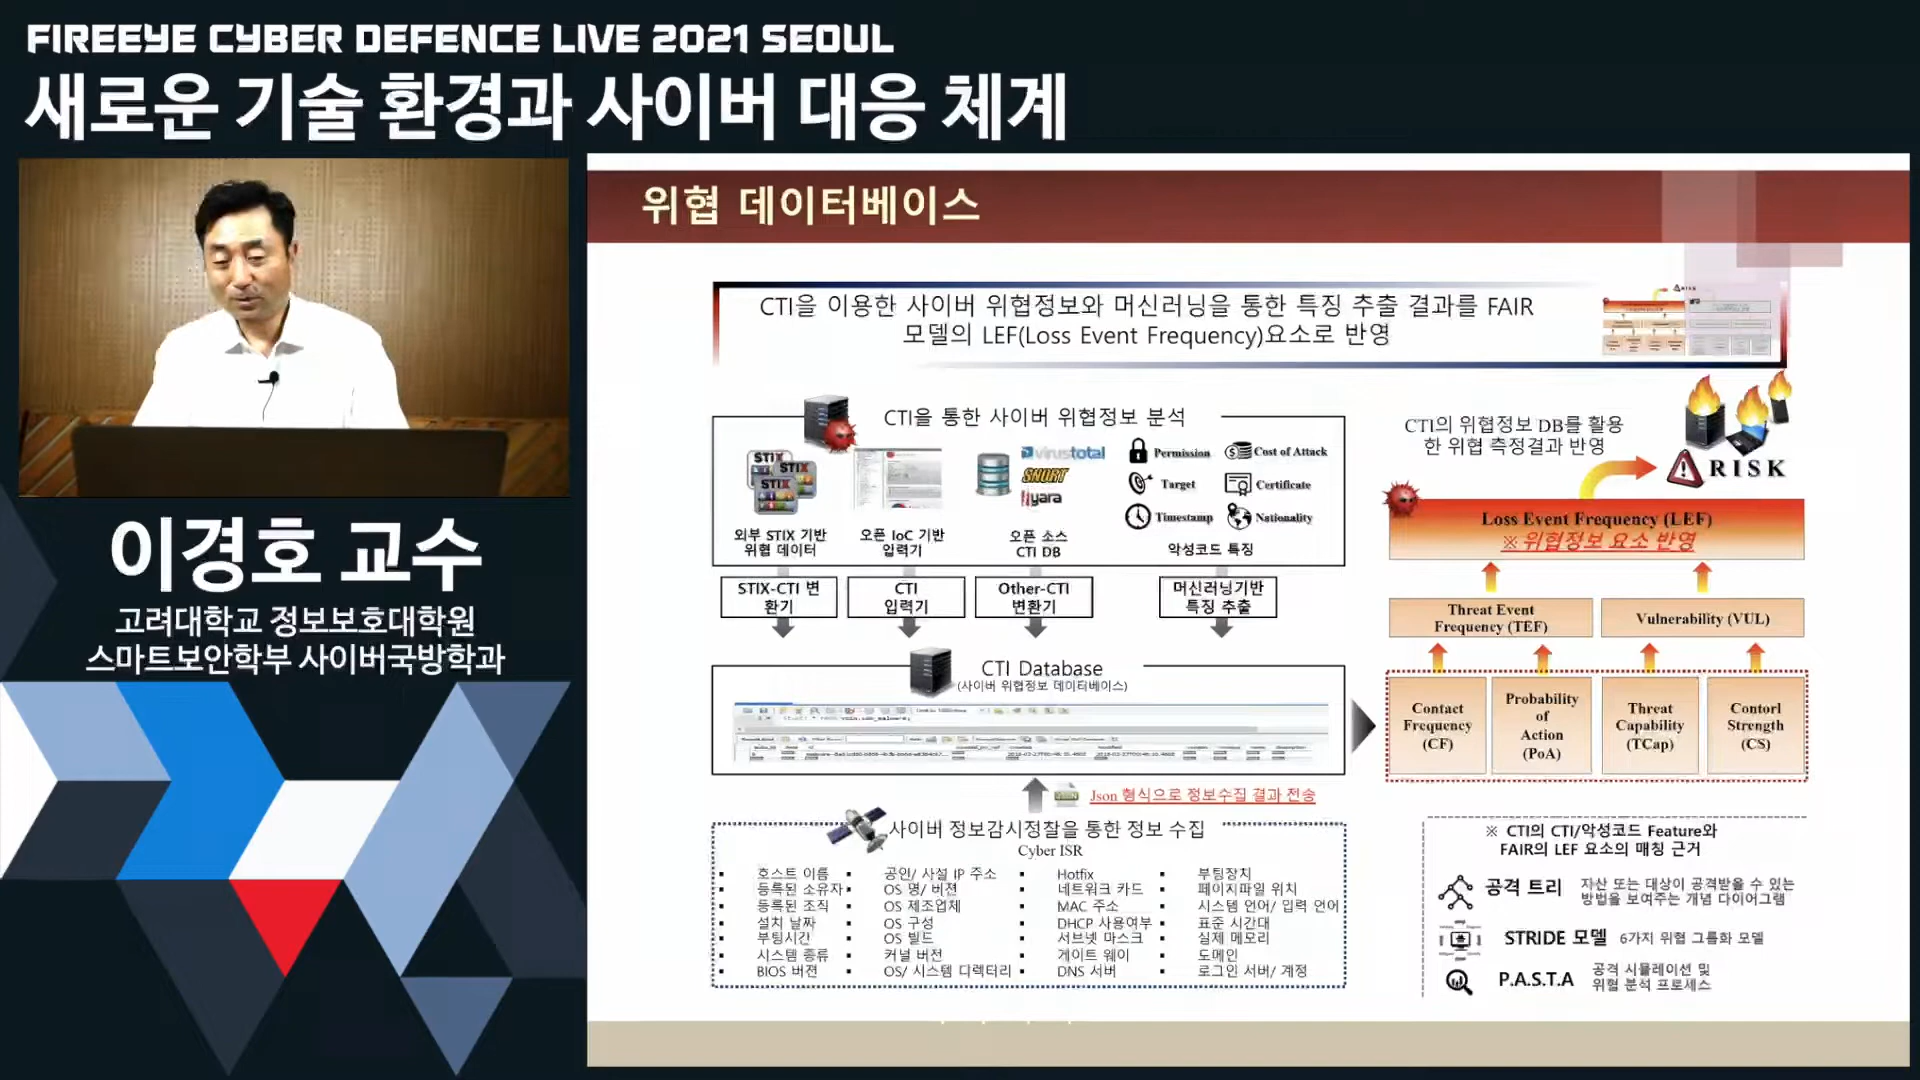 FIREEYE CYBER DEFENCE LIVE 2021 SEOUL
새로운 기술 환경과 사이버 대응 체계
이경호 교수
고려대학교 정보보호대학원
스마트보안학부 사이버국방학과
위협 데이터베이스
CTI을 이용한 사이버 위협정보와 머신러닝을 통한 특징 추출 결과를 FAIR
모델의 LEF(Loss Event Frequency)요소로 반영
CTI을 통한 사이버 위협정보 분석
STIX
STIX
STIX
외부 STIX 기반
위협 데이터
오픈 IoC 기반
입력기
virustotal
SNORT
yara
오픈 소스
CTI DB
Permission
Cost of Attack
Target
Certificate
Timestamp
Nationality
악성코드 특징
STIX-CTI 변
환기
CTI
입력기
Other-CTI
변환기
머신러닝기반
특징 추출
CTI Database
(사이버 위협정보 데이터베이스)
Json 형식으로 정보수집 결과 전송
사이버 정보감시정찰을 통한 정보 수집
Cyber ISR
▪ 호스트 이름
▪ 등록된 소유자
▪ 등록된 조직
▪ 설치 날짜
▪ 부팅시간
▪ 시스템 종류
▪ BIOS 버전
▪ 공인/ 사설 IP 주소
▪ OS 명/ 버젼
▪ OS 제조업체
▪ OS 구성
▪ OS 빌드
▪ 커널 버전
▪ OS/ 시스템 디렉터리
▪ Hotfix
▪ 네트워크 카드
▪ MAC 주소
▪ DHCP 사용여부
▪ 서브넷 마스크
▪ 게이트 웨이
▪ DNS 서버
▪ 부팅장치
▪ 페이지파일 위치
▪ 시스템 언어/ 입력 언어
▪ 표준 시간대
▪ 실제 메모리
▪ 도메인
▪ 로그인 서버/ 계정
CTI의 위협정보 DB를 활용
한 위협 측정결과 반영
RISK
Loss Event Frequency (LEF)
※ 위협정보 요소 반영
Threat Event
Frequency (TEF)
Vulnerability (VUL)
Contact
Frequency
(CF)
Probability
of
Action
(PoA)
Threat
Capability
(TCap)
Contorl
Strength
(CS)
※ CTI의 CTI/악성코드 Feature와
FAIR의 LEF 요소의 매칭 근거
공격 트리
자산 또는 대상이 공격받을 수 있는
방법을 보여주는 개념 다이어그램
STRIDE 모델
6가지 위협 그룹화 모델
P.A.S.T.A
공격 시뮬레이션 및
위협 분석 프로세스